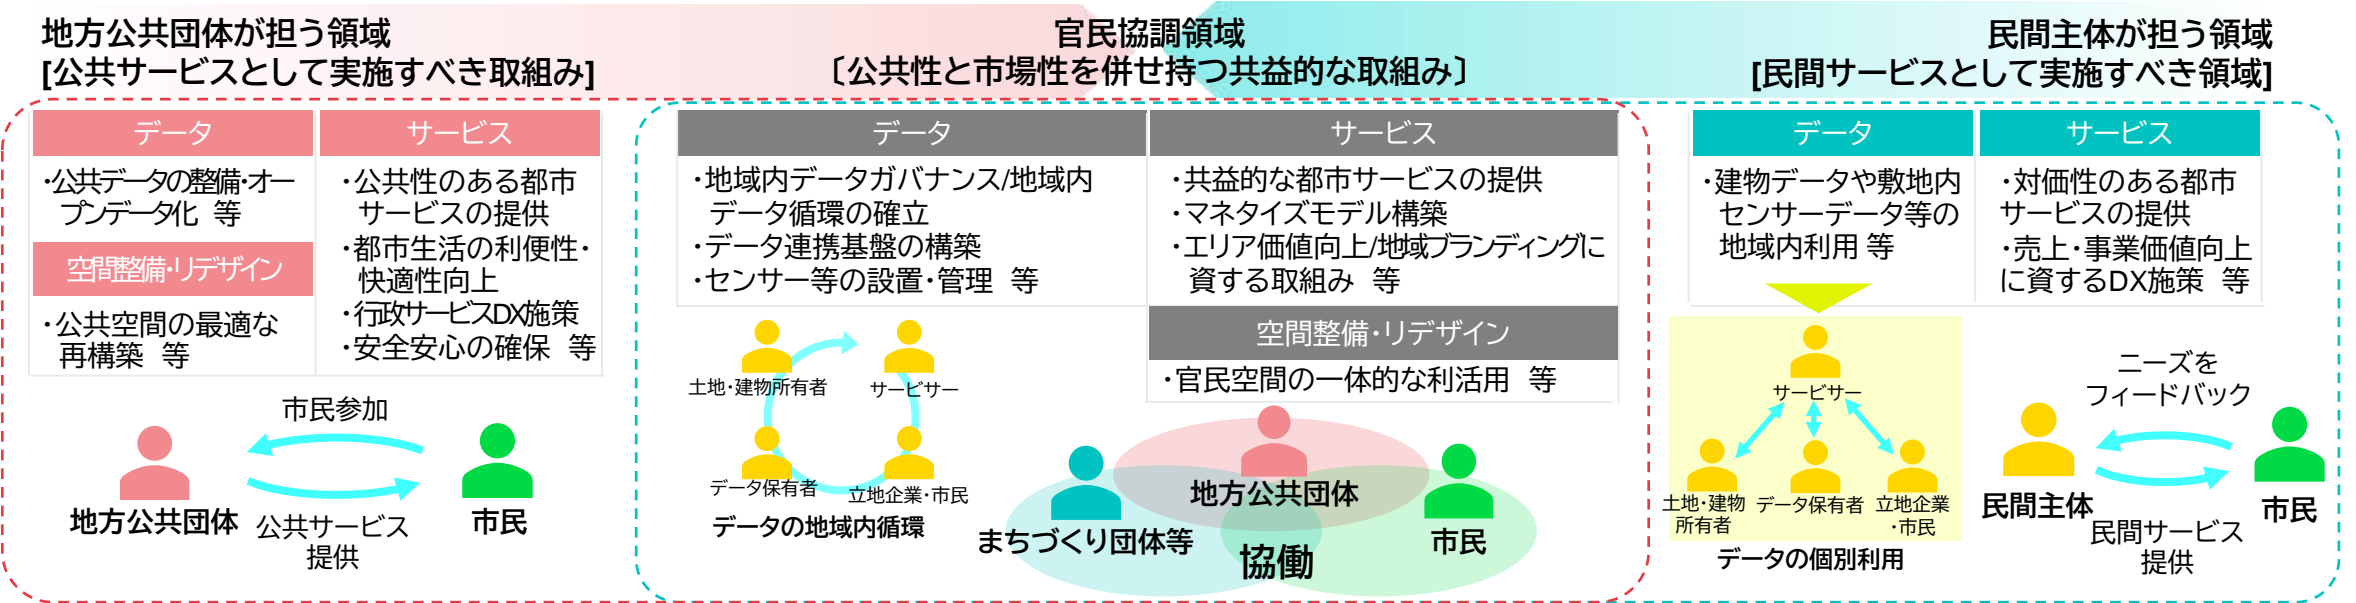 地方公共団体が担う領域
[公共サービスとして実施すべき取組み]
データ
・公共データの整備・オー
プンデータ化　等
空間整備・リデザイン
・公共空間の最適な
再構築　等
サービス
・公共性のある都市
サービスの提供
・都市生活の利便性・
快適性向上
・行政サービスDX施策
・安全安心の確保　等
市民参加
地方公共団体
公共サービス
提供
市民
官民協調領域
〔公共性と市場性を併せ持つ共益的な取組み〕
データ
・地域内データガバナンス/地域内
データ循環の確立
・データ連携基盤の構築
・センサー等の設置・管理　等
サービス
・共益的な都市サービスの提供
・マネタイズモデル構築
・エリア価値向上/地域ブランディングに
資する取組み　等
空間整備・リデザイン
・官民空間の一体的な利活用　等
土地・建物所有者
サービサー
データ保有者
立地企業・市民
データの地域内循環
地方公共団体
まちづくり団体等
市民
協働
民間主体が担う領域
[民間サービスとして実施すべき領域]
データ
・建物データや敷地内
センサーデータ等の
地域内利用 等
サービス
・対価性のある都市
サービスの提供
・売上・事業価値向上
に資するDX施策　等
サービサー
土地・建物
所有者
データ保有者
立地企業
・市民
データの個別利用
ニーズを
フィードバック
民間主体
市民
民間サービス
提供